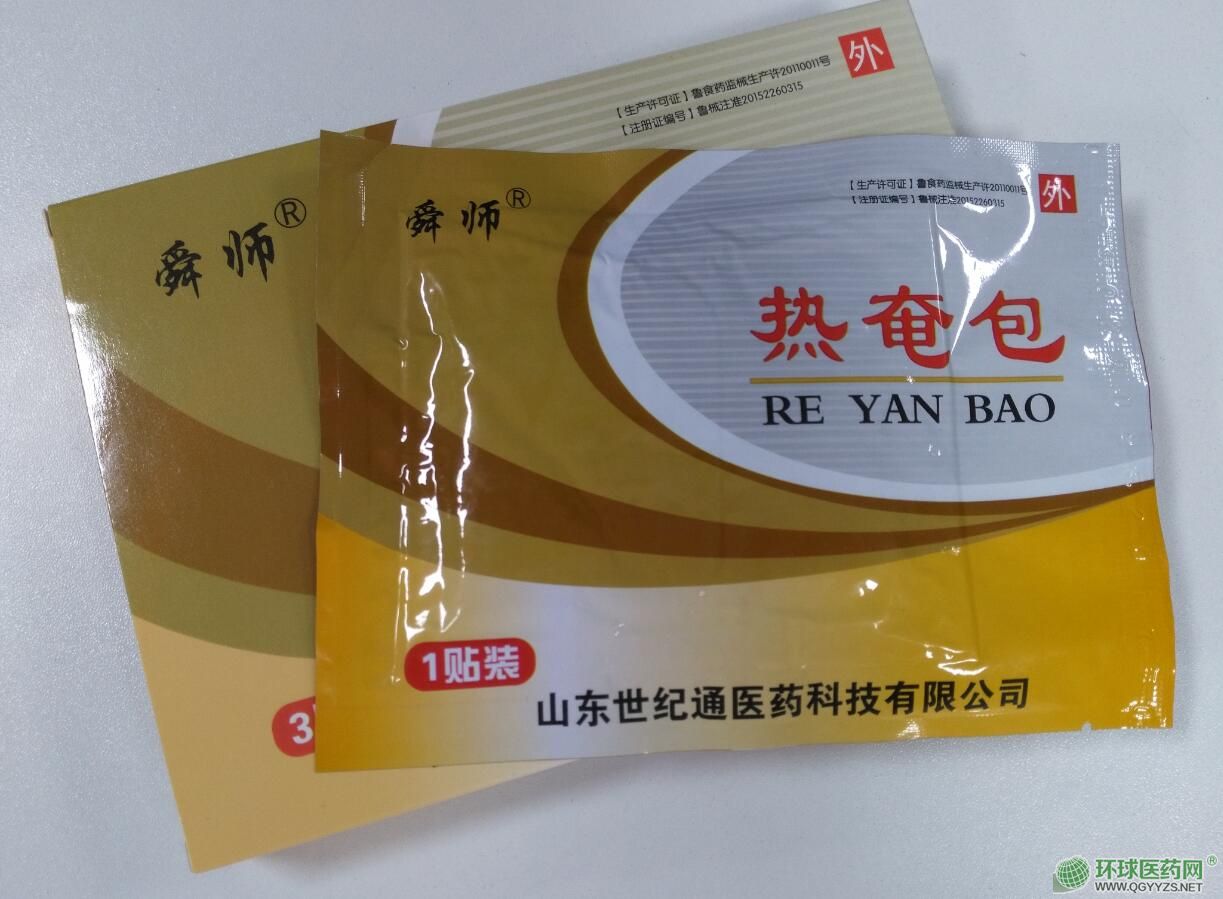 【生产许可证】鲁食药监械生产许20110011号
【注册证编号】鲁械注准20152260315
外
舜师®
舜师®
【生产许可证】鲁食药监械生产许20110011号
【注册证编号】鲁械注准20152260315
外
热奄包
RE YAN BAO
1贴装
3
山东世纪通医药科技有限公司
环球医药网®
WWW.QGYYZS.NET